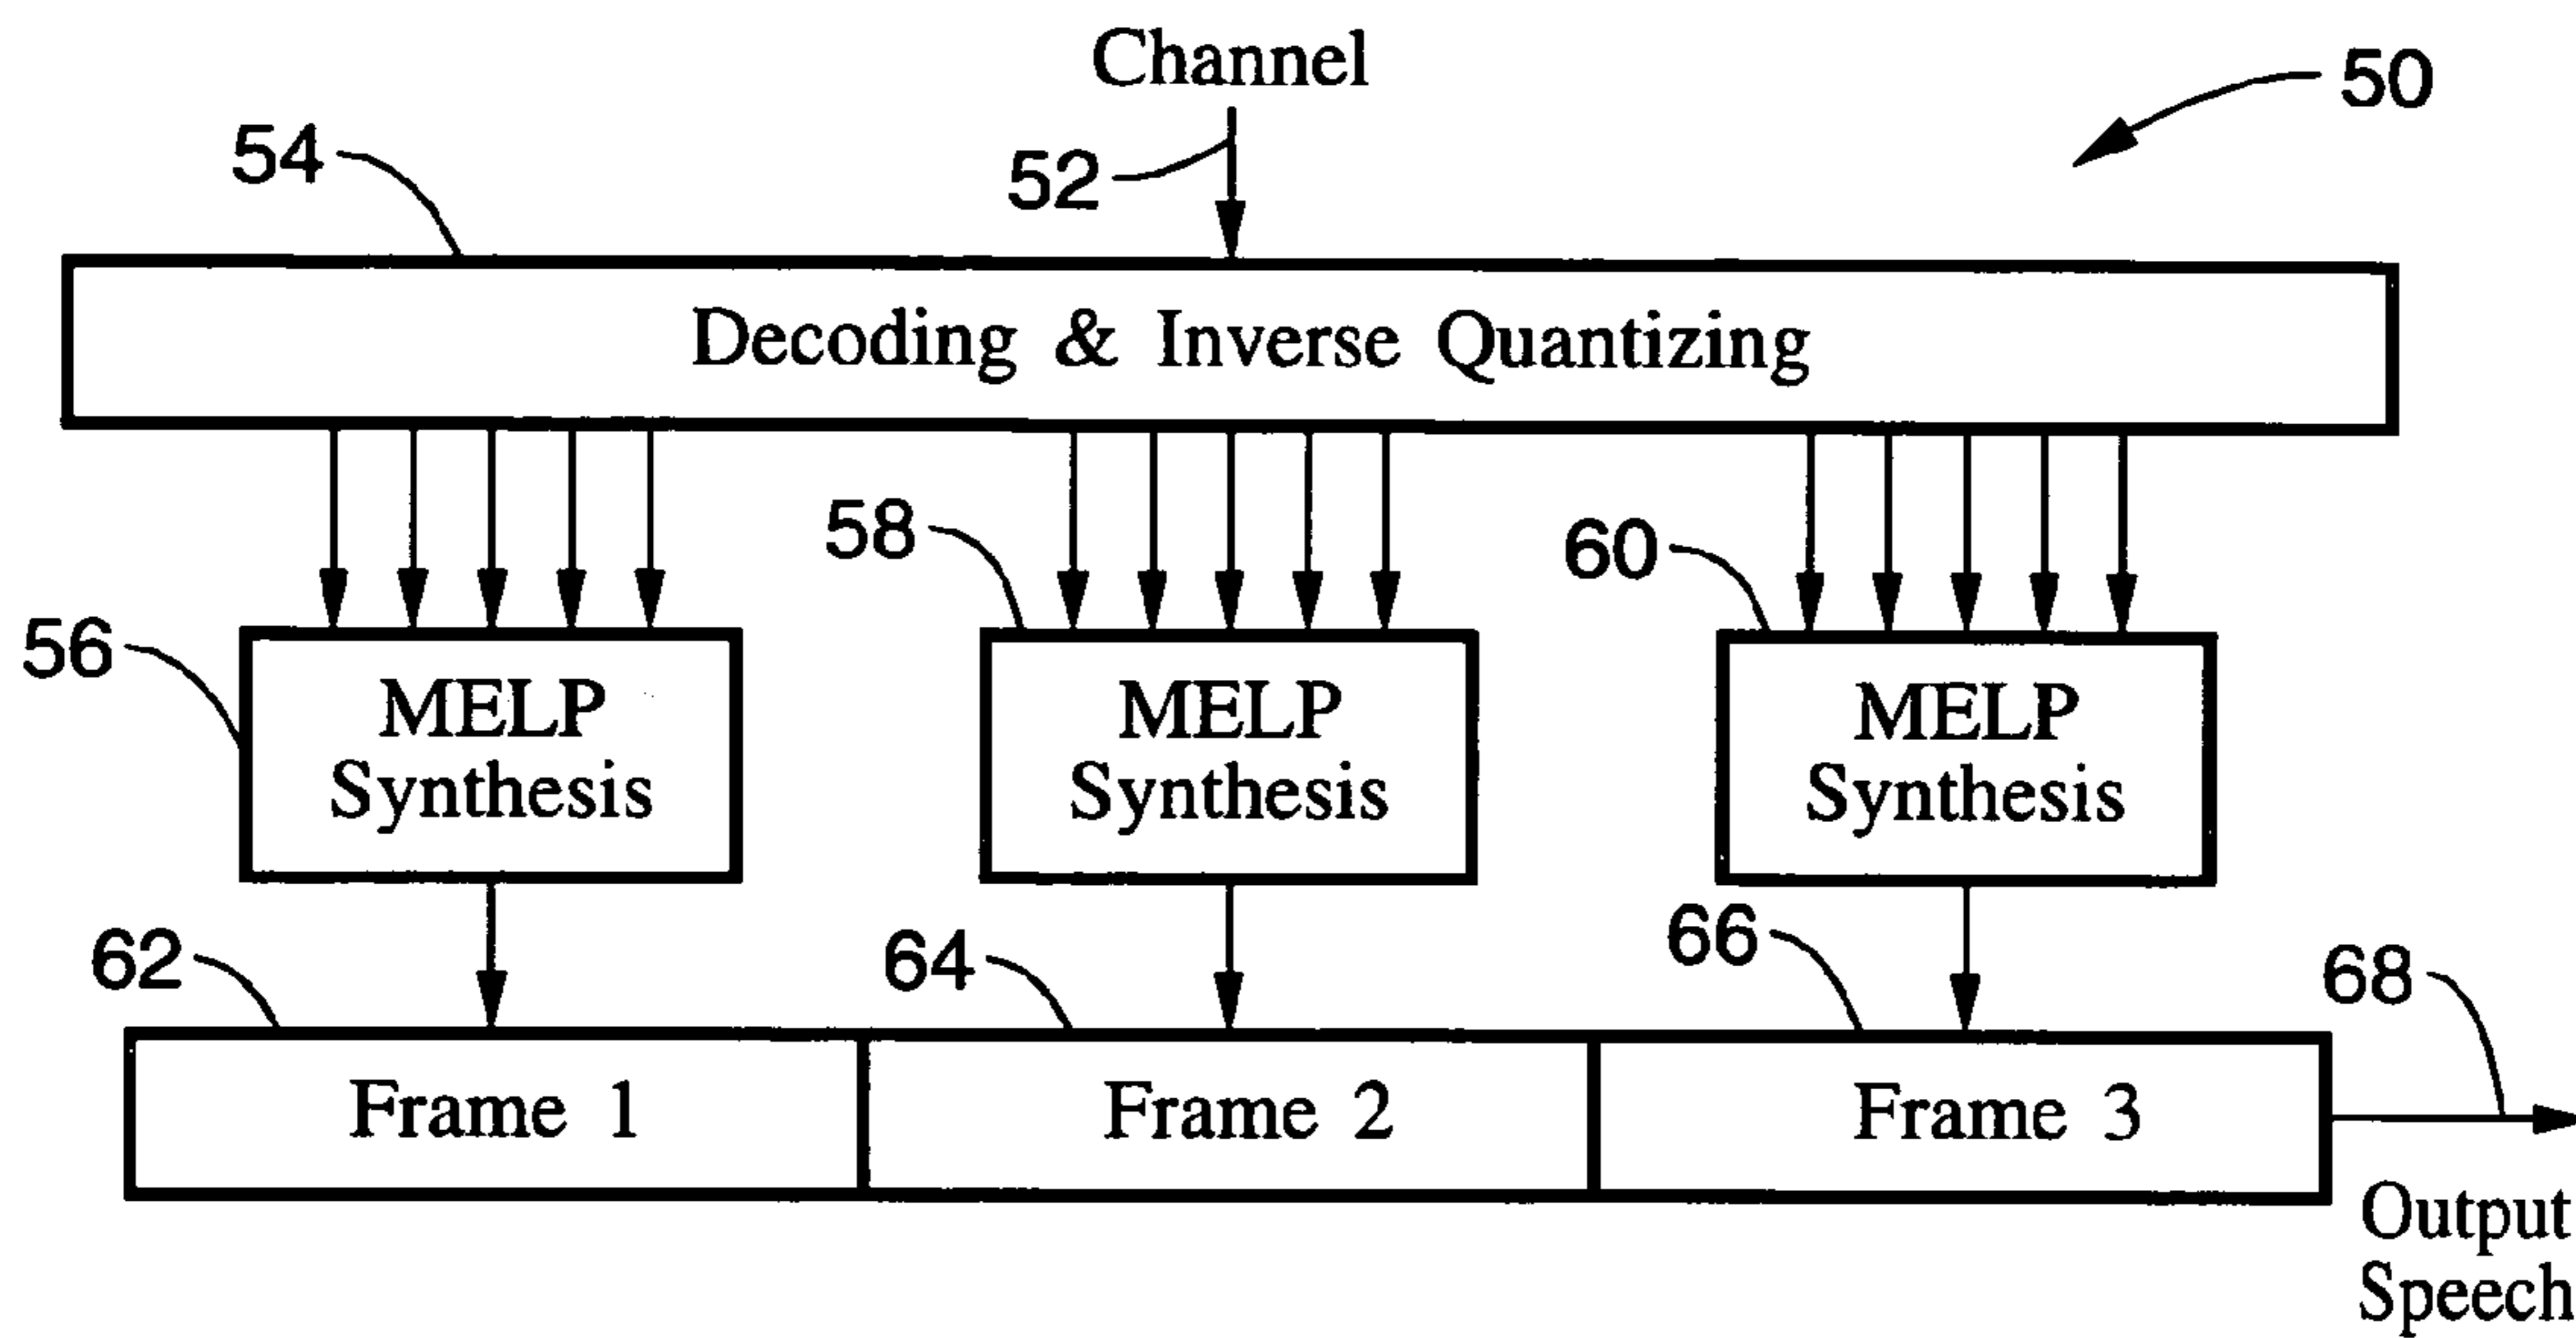 Channel
50
54
52
Decoding & Inverse Quantizing
58
60
56
MELP
Synthesis
MELP
Synthesis
MELP
Synthesis
62
64
66
68
Frame 1
Frame 2
Frame 3
Output
Speech